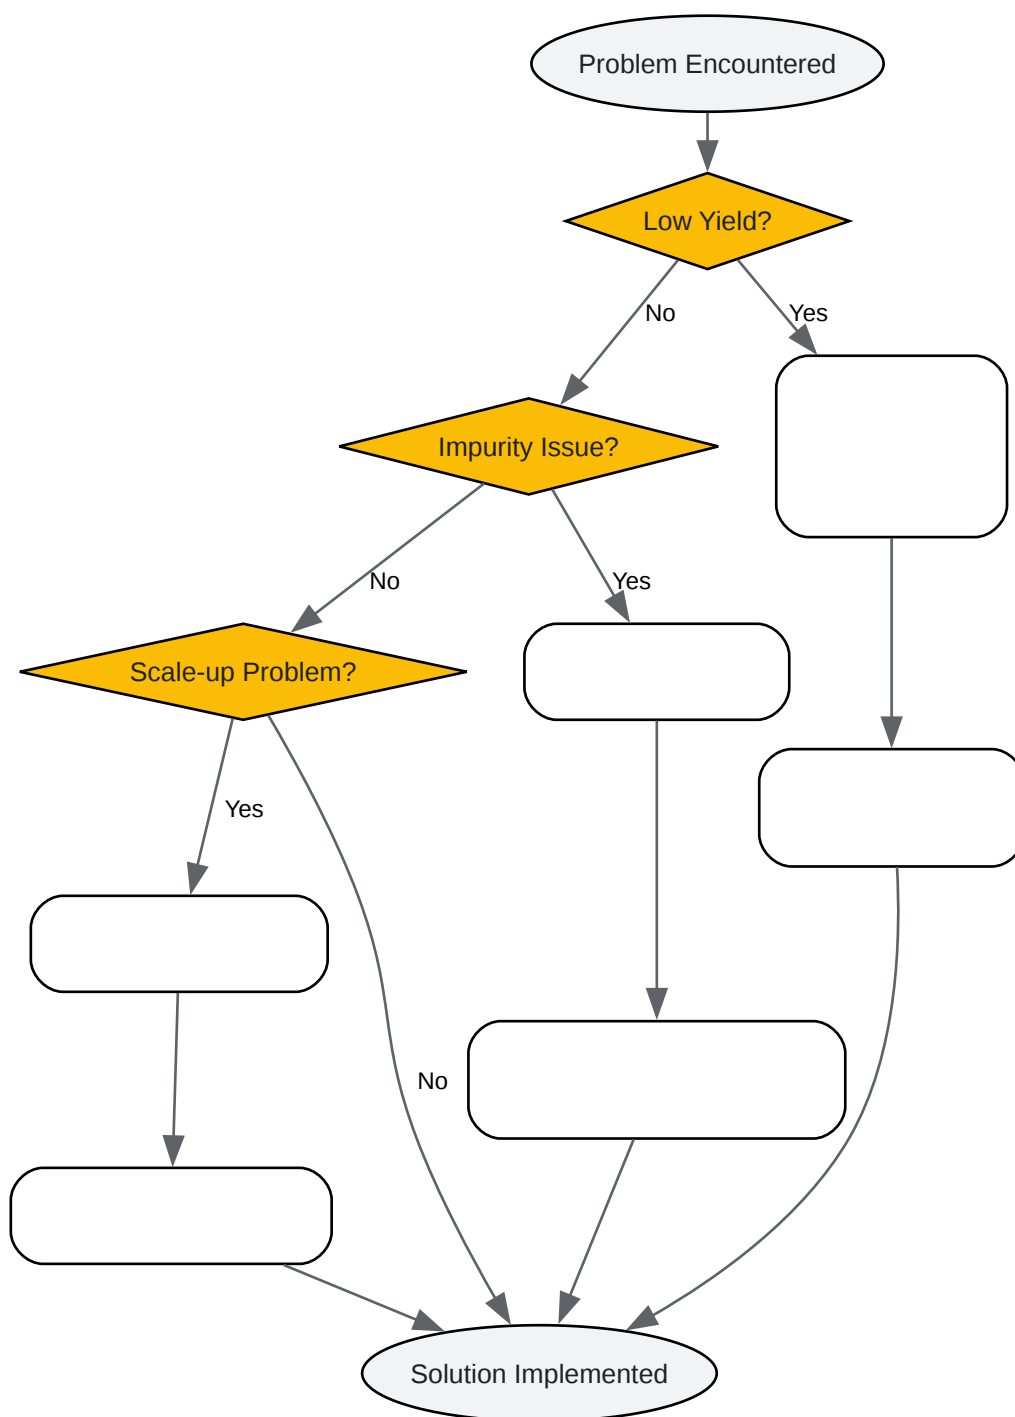 Problem Encountered
Low Yield?
No
Yes
Impurity Issue?
No
Yes
Scale-up Problem?
Yes
No
Solution Implemented